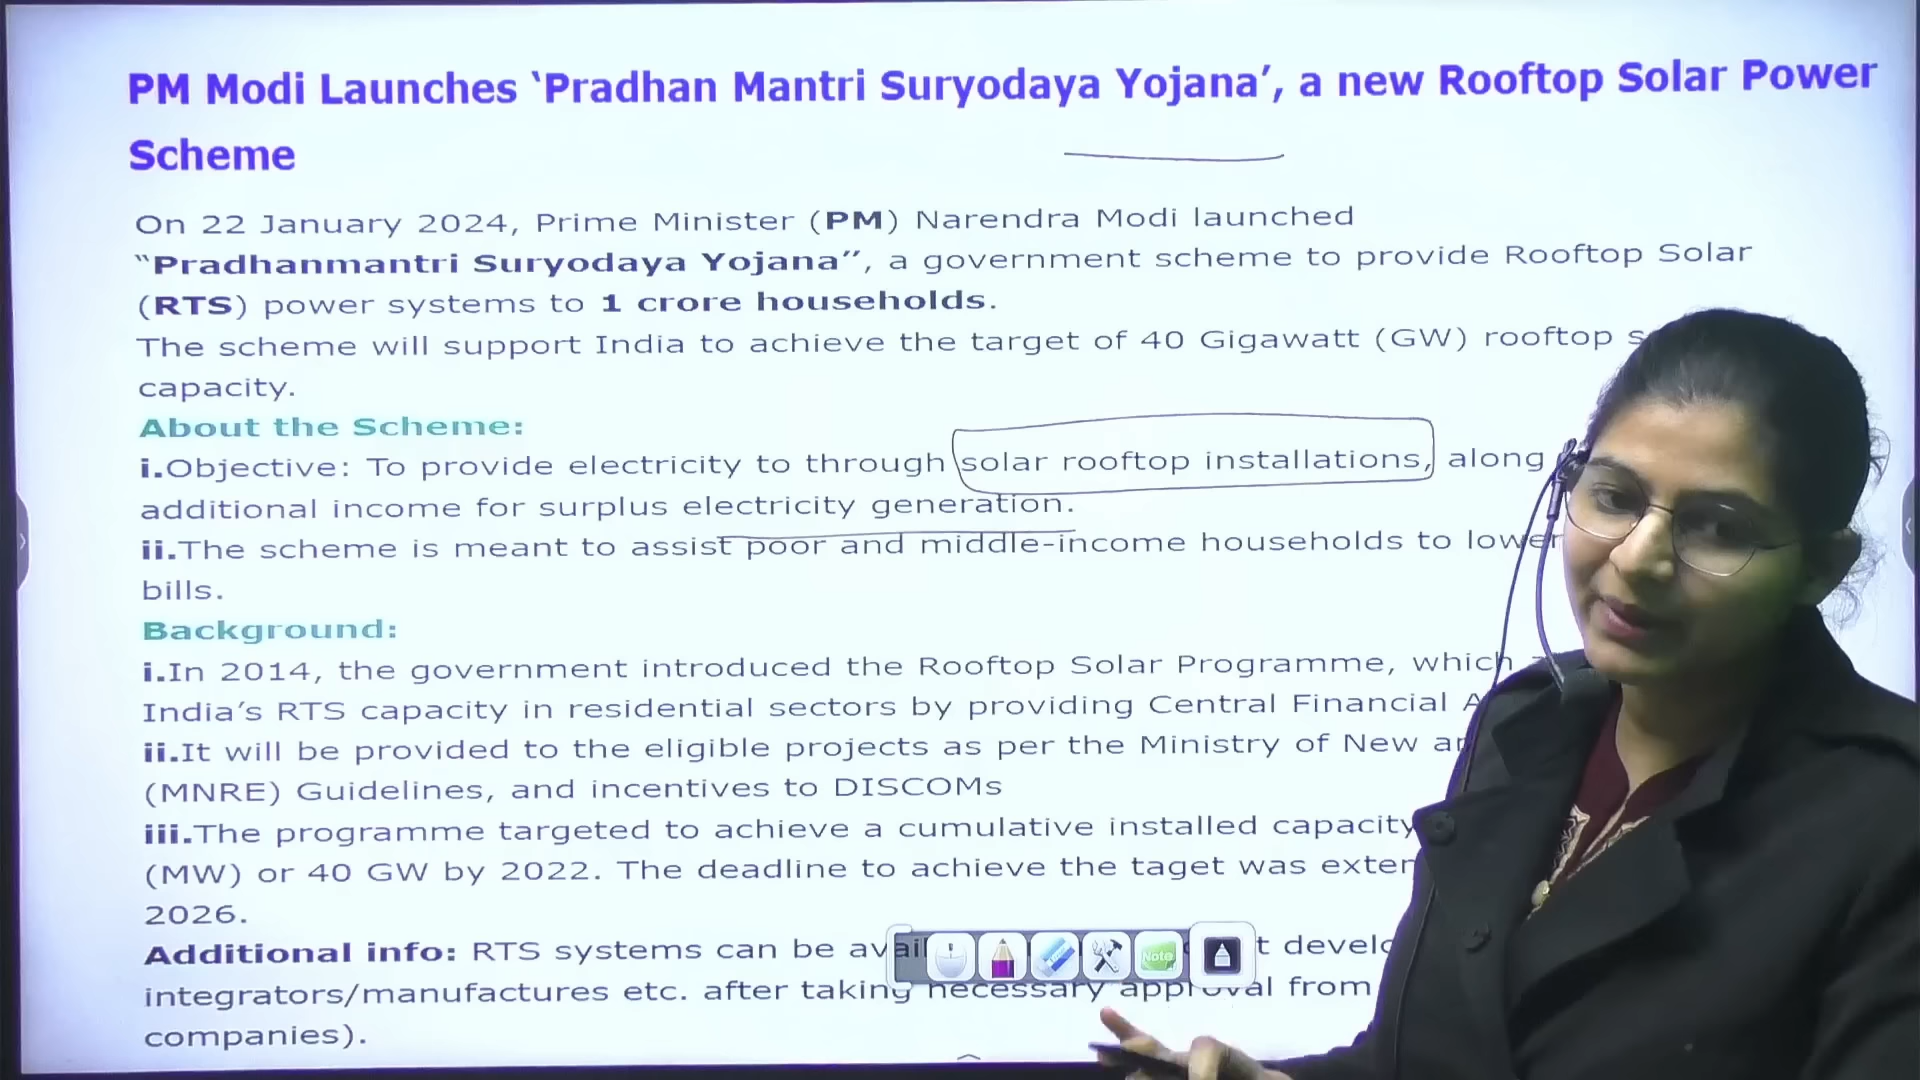 PM Modi Launches ‘Pradhan Mantri Suryodaya Yojana’, a new Rooftop Solar Power
Scheme
On 22 January 2024, Prime Minister (PM) Narendra Modi launched
“Pradhanmantri Suryodaya Yojana”, a government scheme to provide Rooftop Solar
(RTS) power systems to 1 crore households.
The scheme will support India to achieve the target of 40 Gigawatt (GW) rooftop
capacity.
About the Scheme:
i.Objective: To provide electricity to through solar rooftop installations, along
additional income for surplus electricity generation.
ii.The scheme is meant to assist poor and middle-income households to lower
bills.
Background:
i.In 2014, the government introduced the Rooftop Solar Programme, which
India’s RTS capacity in residential sectors by providing Central Financial
ii.It will be provided to the eligible projects as per the Ministry of New
(MNRE) Guidelines, and incentives to DISCOMs
iii.The programme targeted to achieve a cumulative installed capacity
(MW) or 40 GW by 2022. The deadline to achieve the taget was
2026.
Additional info: RTS systems can be
integrators/manufactures etc. after taking necessary approval from
companies).
Note